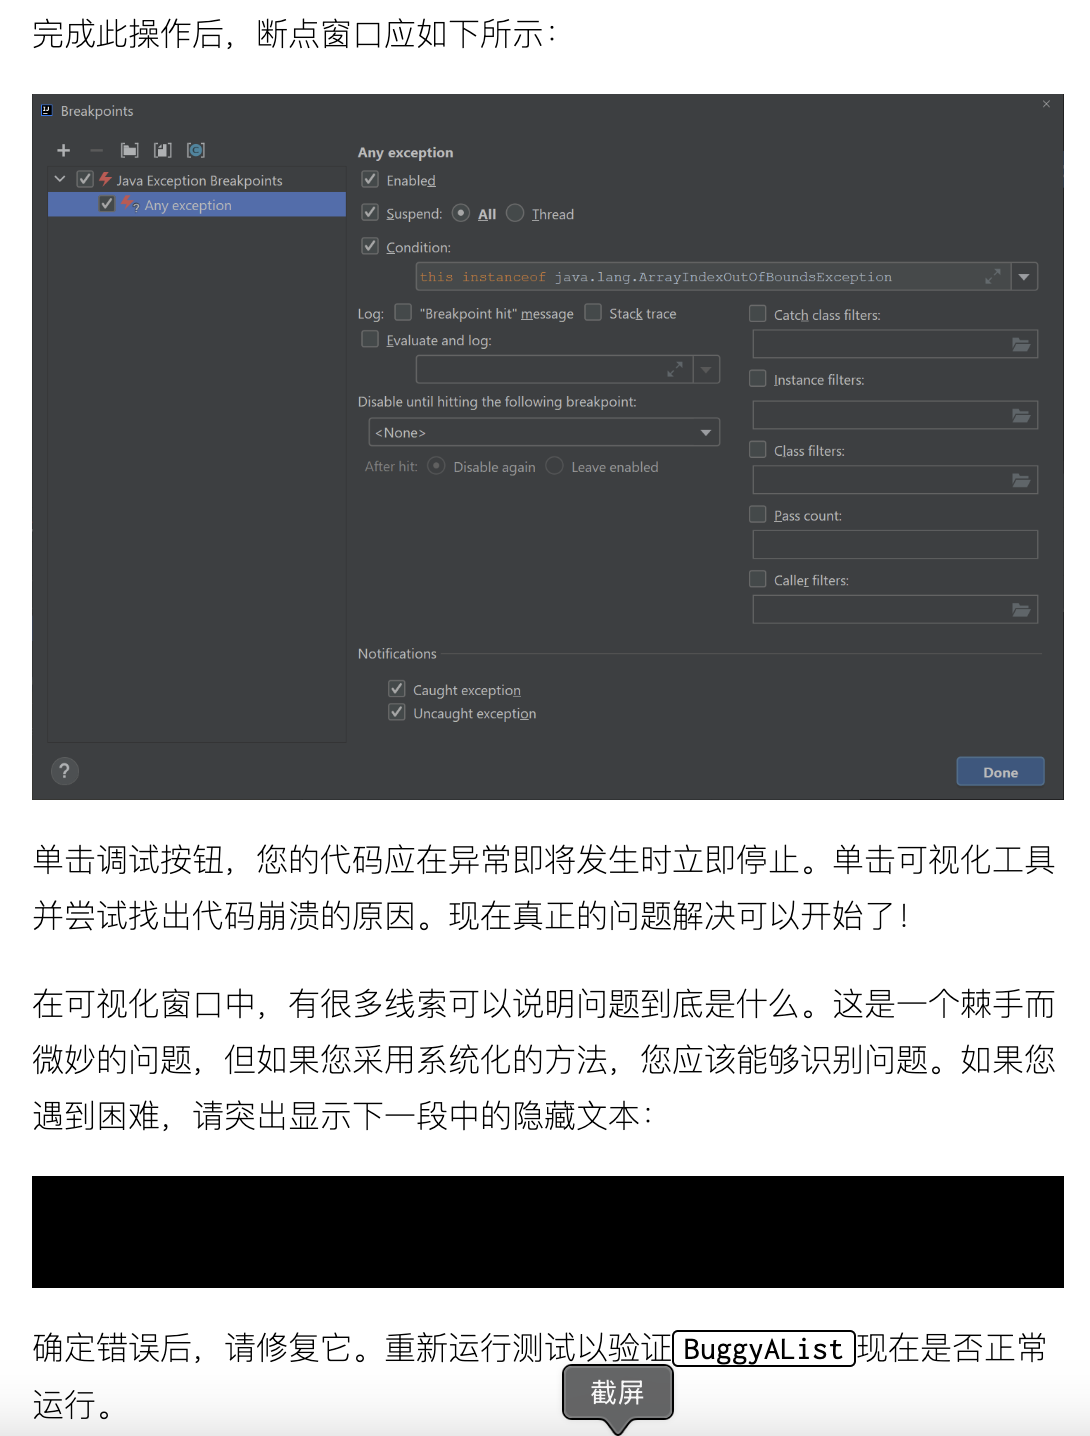 完成此操作后，断点窗口应如下所示：
Breakpoints
Any exception
Java Exception Breakpoints
Any exception
Enabled
Suspend: All Thread
Condition:
this instanceof java.lang.ArrayIndexOutOfBoundsException
Log: "Breakpoint hit" message Stack trace
Catch class filters:
Evaluate and log:
Instance filters:
Disable until hitting the following breakpoint:
<None>
Class filters:
After hit: Disable again Leave enabled
Pass count:
Caller filters:
Notifications
Caught exception
Uncaught exception
?
Done
单击调试按钮，您的代码应在异常即将发生时立即停止。单击可视化工具
并尝试找出代码崩溃的原因。现在真正的问题解决可以开始了！
在可视化窗口中，有很多线索可以说明问题到底是什么。这是一个棘手而
微妙的问题，但如果您采用系统化的方法，您应该能够识别问题。如果您
遇到困难，请突出显示下一段中的隐藏文本：
确定错误后，请修复它。重新运行测试以验证BuggyAList现在是否正常
运行。
截屏